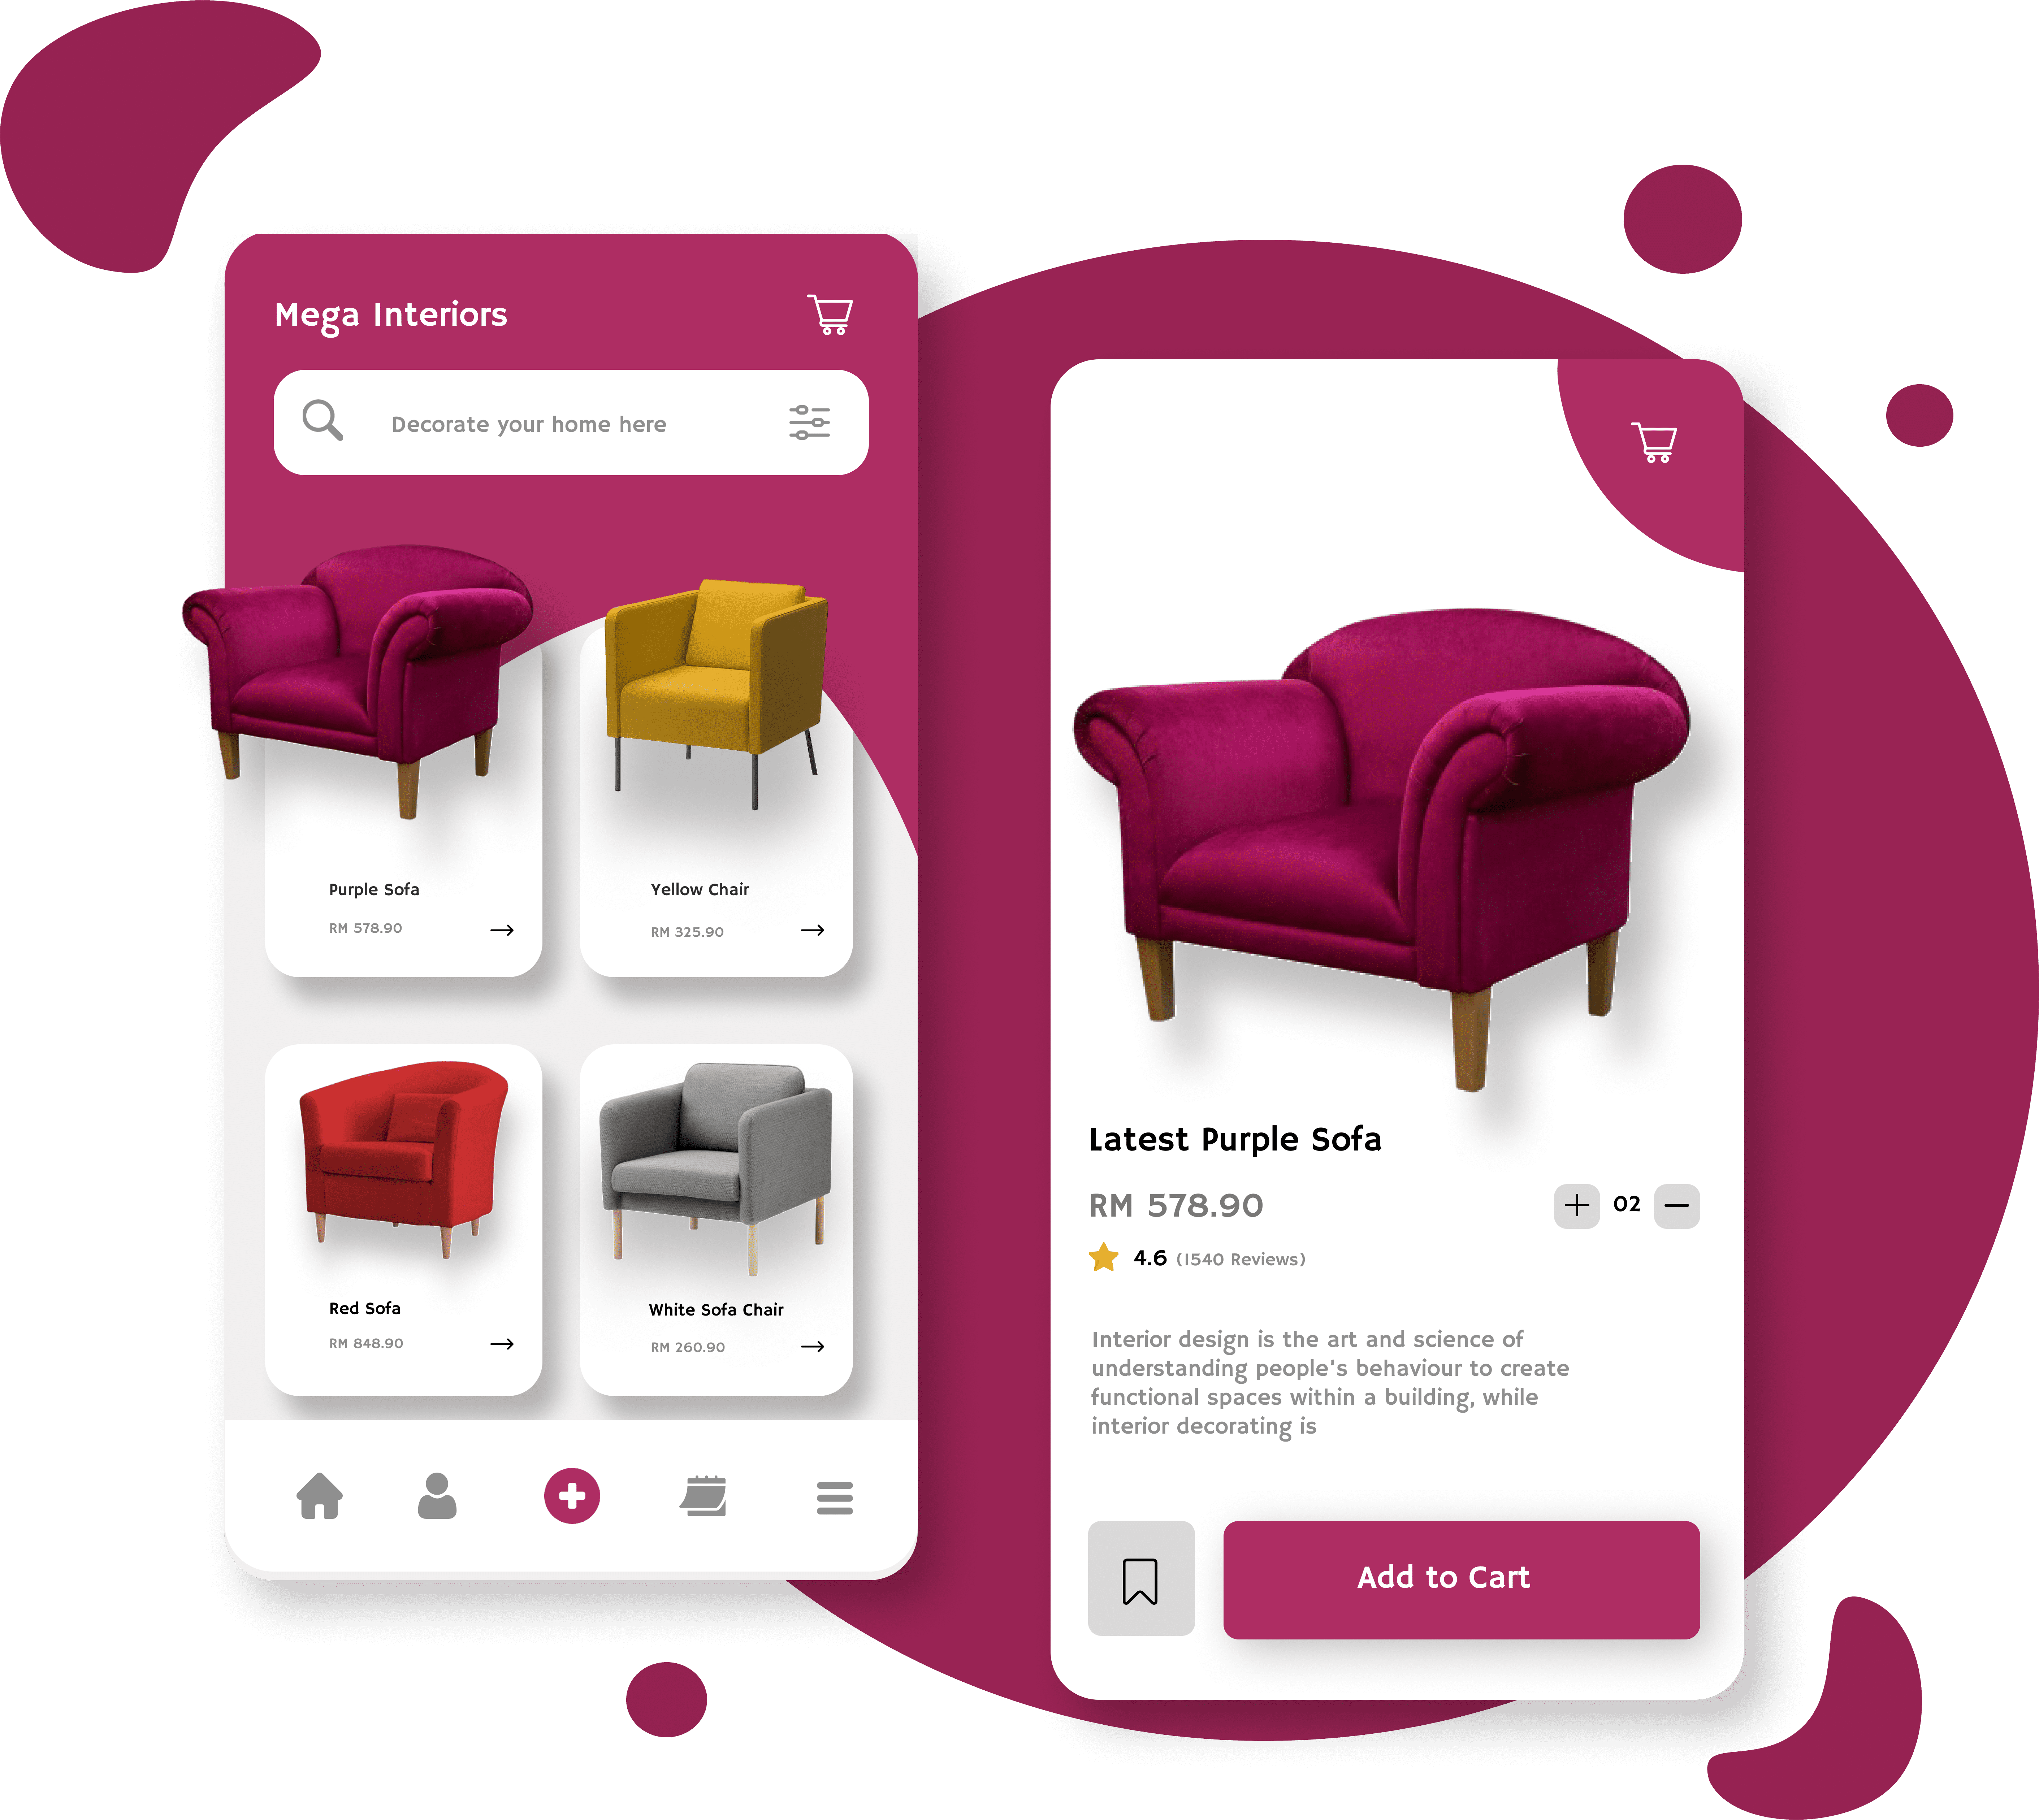 Mega Interiors
Decorate your home here
Purple Sofa
RM 578.90
Yellow Chair
RM 325.90
Red Sofa
RM 848.90
White Sofa Chair
RM 260.90
Latest Purple Sofa
RM 578.90
02
4.6 (1540 Reviews)
Interior design is the art and science of
understanding people's behaviour to create
functional spaces within a building, while
interior decorating is
Add to Cart